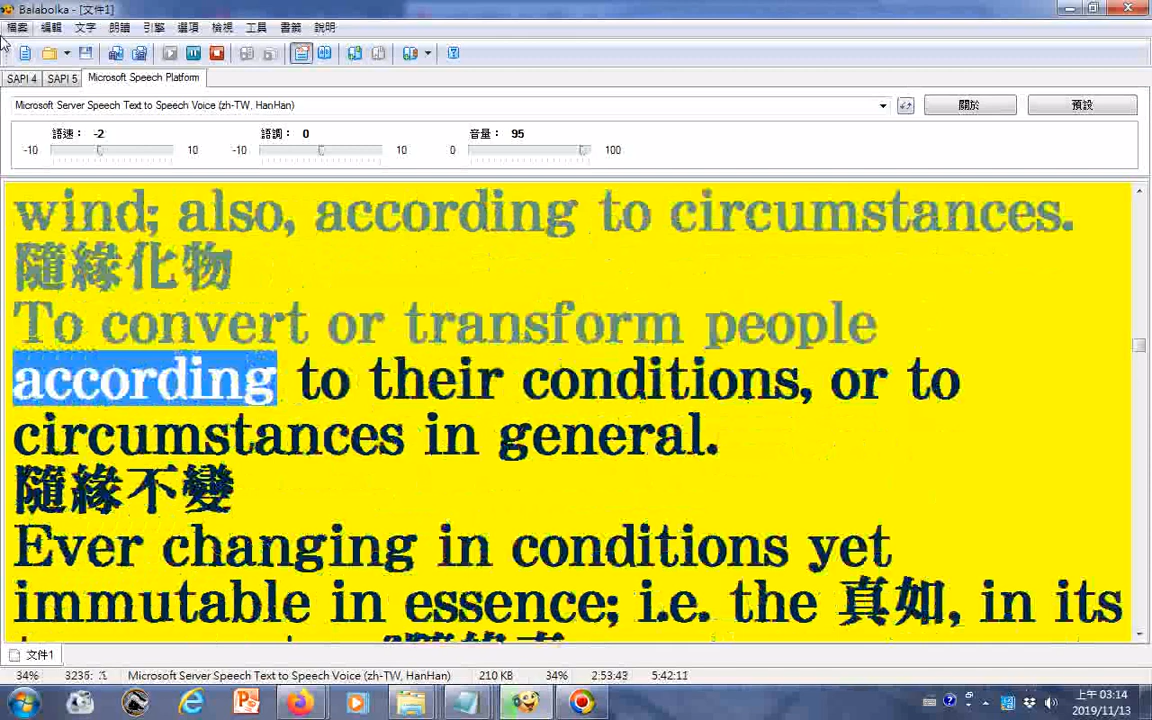 Balabolka - [文件1]
檔案 編輯 文字 朗讀 引擎 選項 檢視 工具 書籤 說明
SAPI 4 SAPI 5 Microsoft Speech Platform
Microsoft Server Speech Text to Speech Voice (zh-TW, HanHan) 關於 預設
語速： -2 語調： 0 音量： 95
-10 10 -10 10 0 100
wind; also, according to circumstances.
隨緣化物
To convert or transform people
according to their conditions, or to
circumstances in general.
隨緣不變
Ever changing in conditions yet
immutable in essence; i.e. the 真如, in its
文件1
34% Microsoft Server Speech Text to Speech Voice (zh-TW, HanHan) 210 KB 34% 2:53:43 5:42:11
上午 03:14
2019/11/13